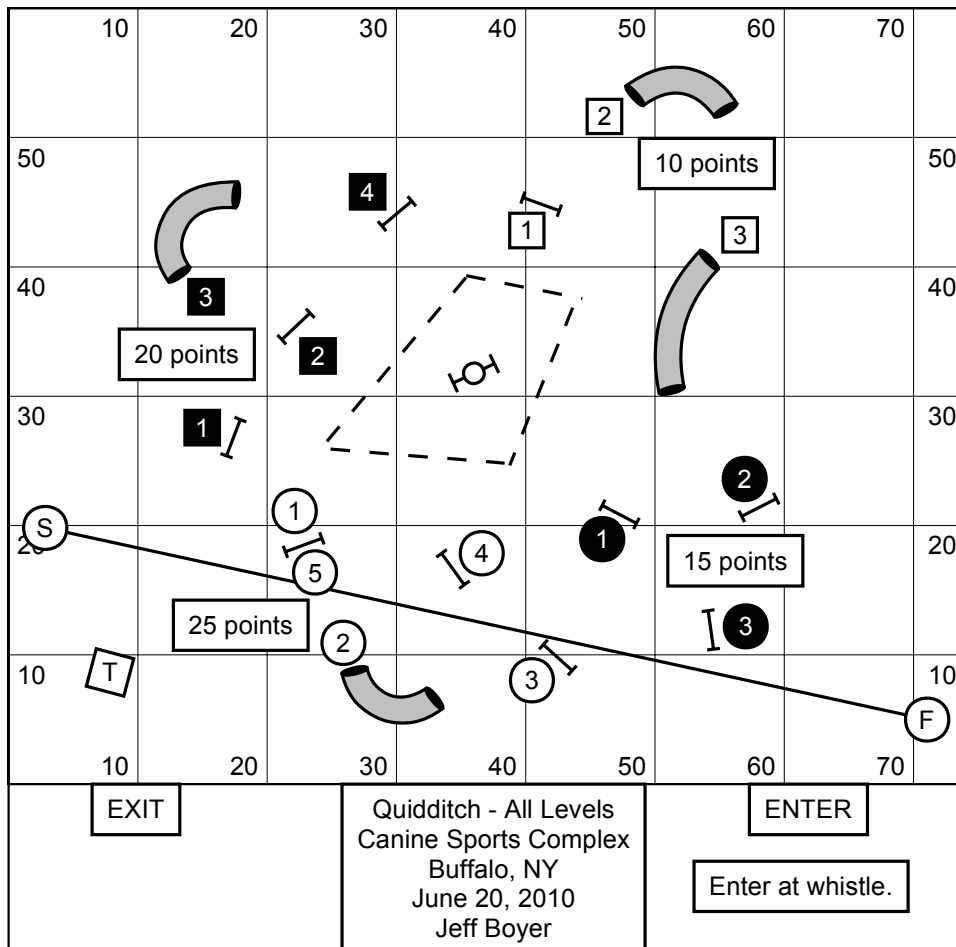 10 20 30 40 50 60 70
2
50 10 points 50
4
1
3
40 3 40
20 points 2
30 1 30
2
1
S 20 5 4 1 15 points 20
25 points 2 3
T 10 3 10
F
10 20 30 40 50 60 70
EXIT
Quidditch - All Levels
Canine Sports Complex
Buffalo, NY
June 20, 2010
Jeff Boyer
ENTER
Enter at whistle.